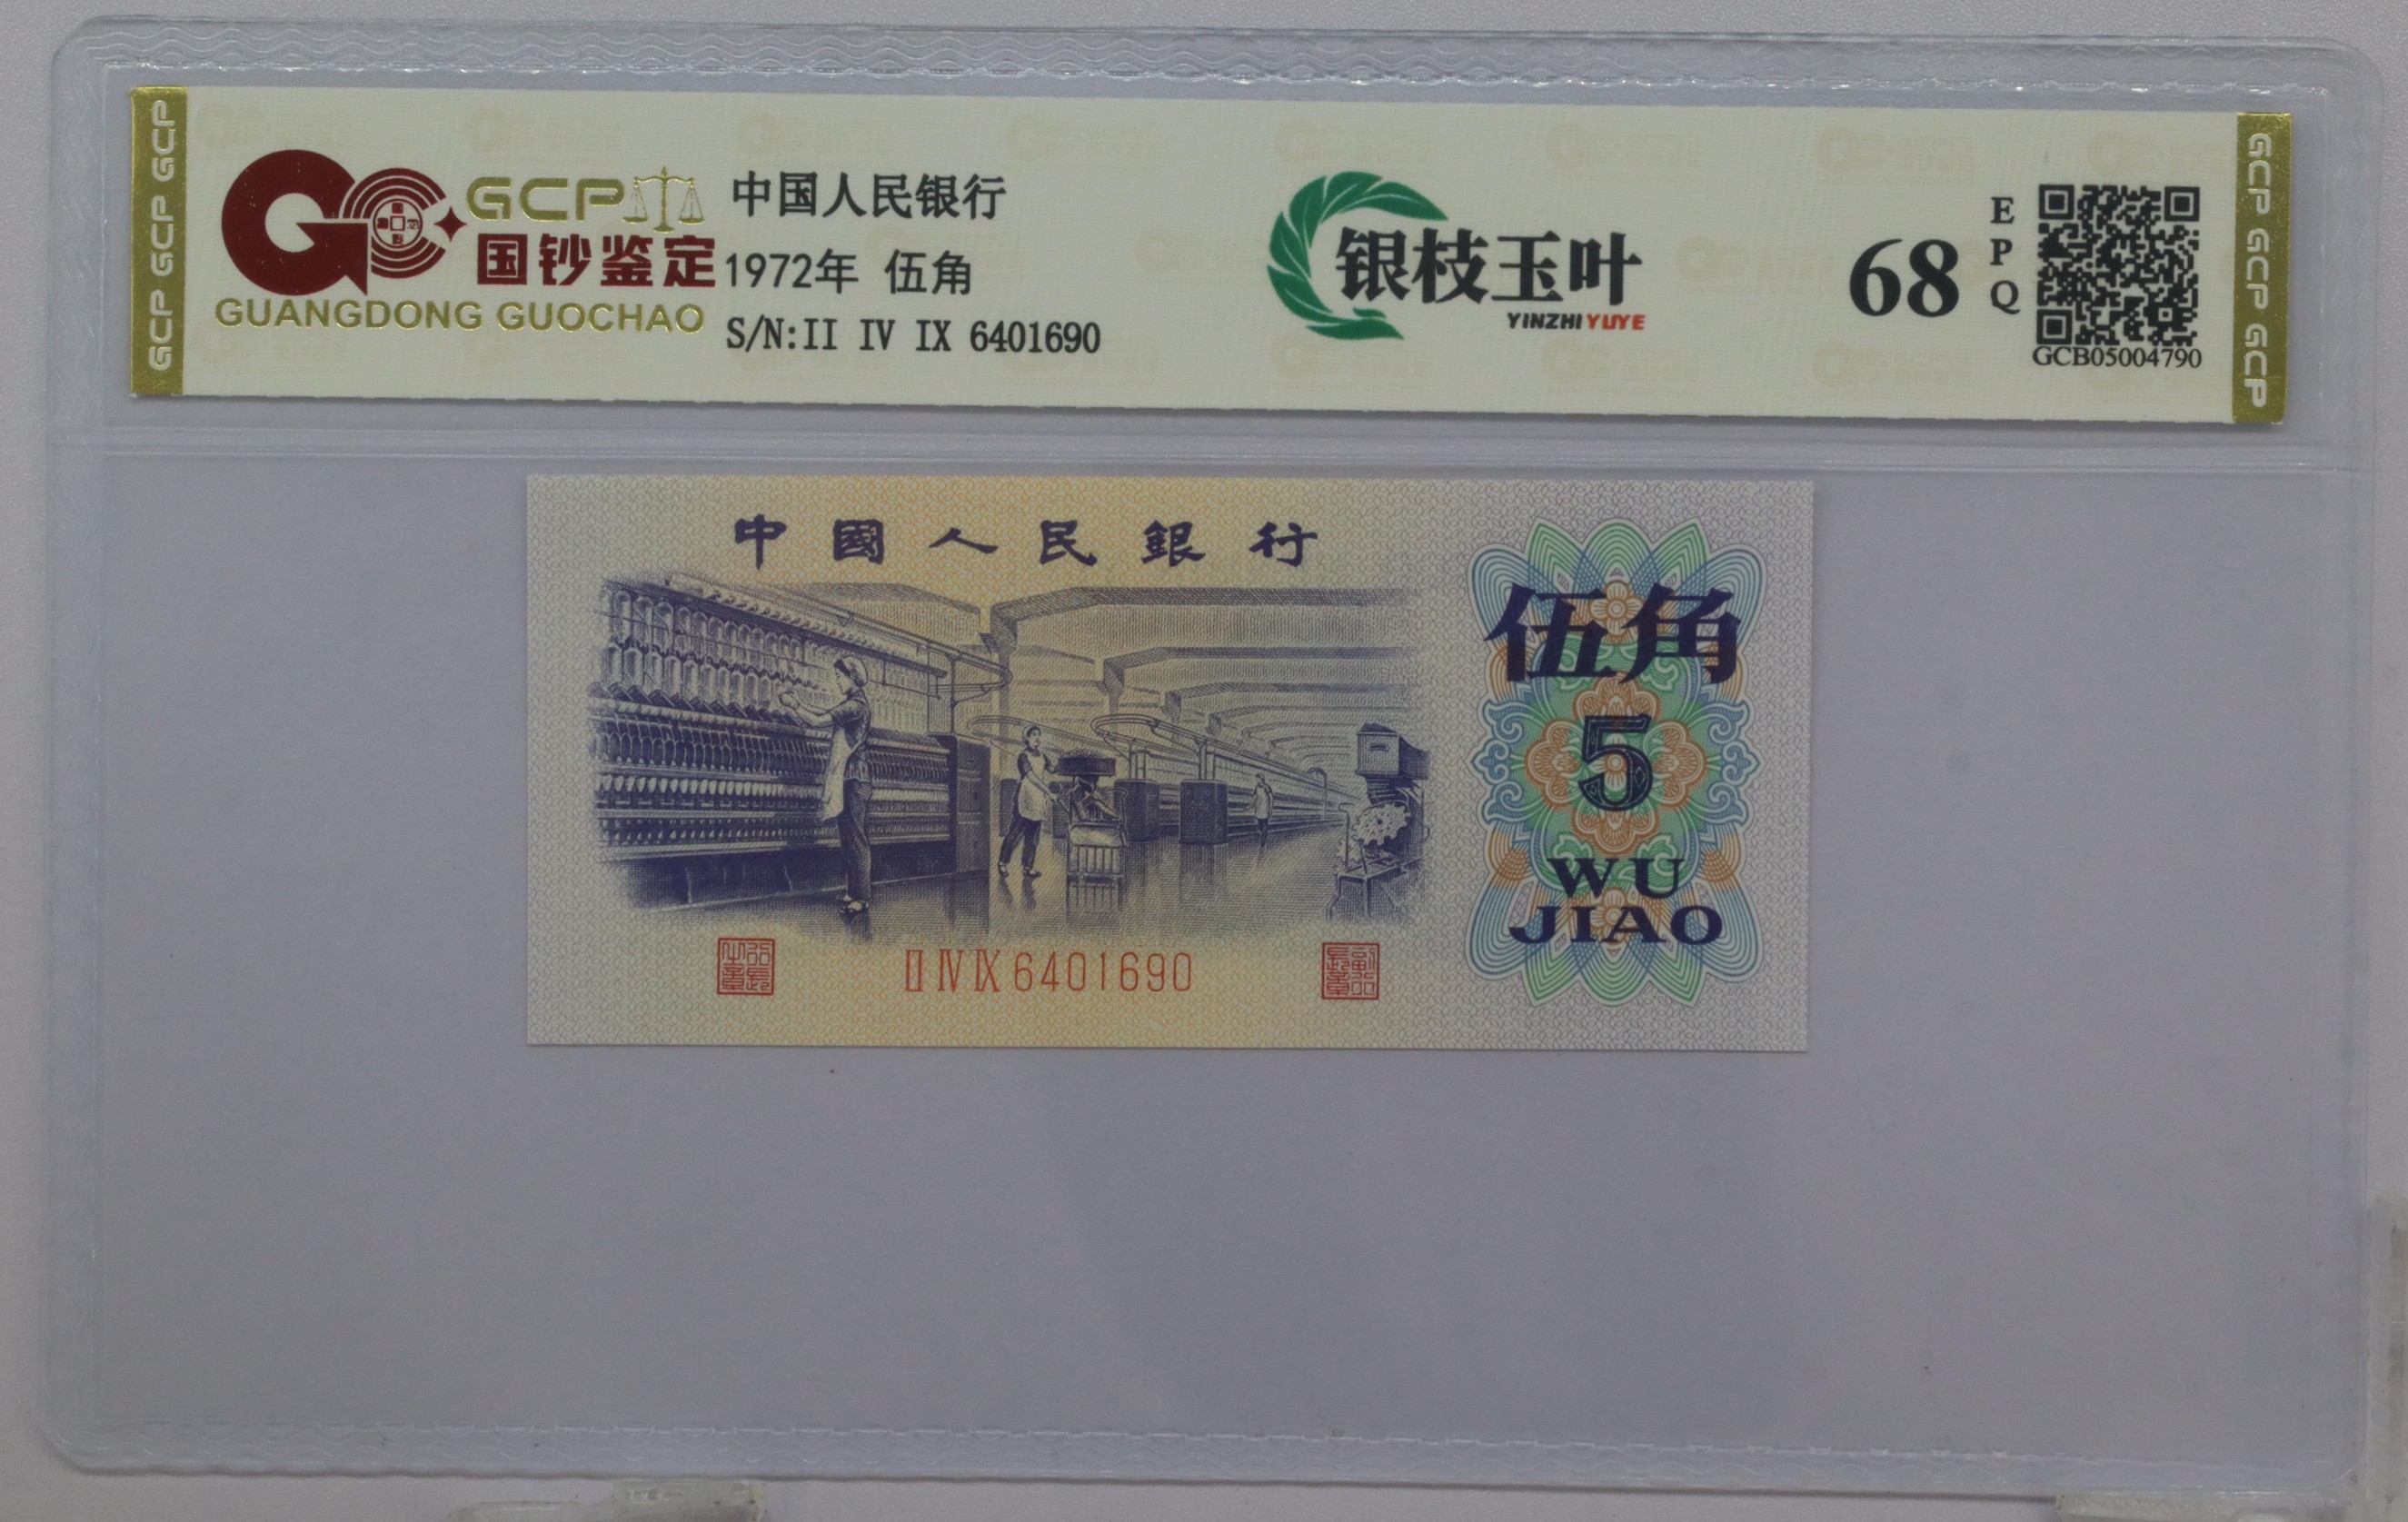 GCP GCP GCP
GCP
国钞鉴定
GUANGDONG GUOCHAO
中国人民银行
1972年 伍角
S/N:II IV IX 6401690
银枝玉叶
YINZHI YUYE
68
EPQ
GCB05004790
GCP GCP GCP
中國人民銀行
伍角
5
WU
JIAO
II IV IX 6401690